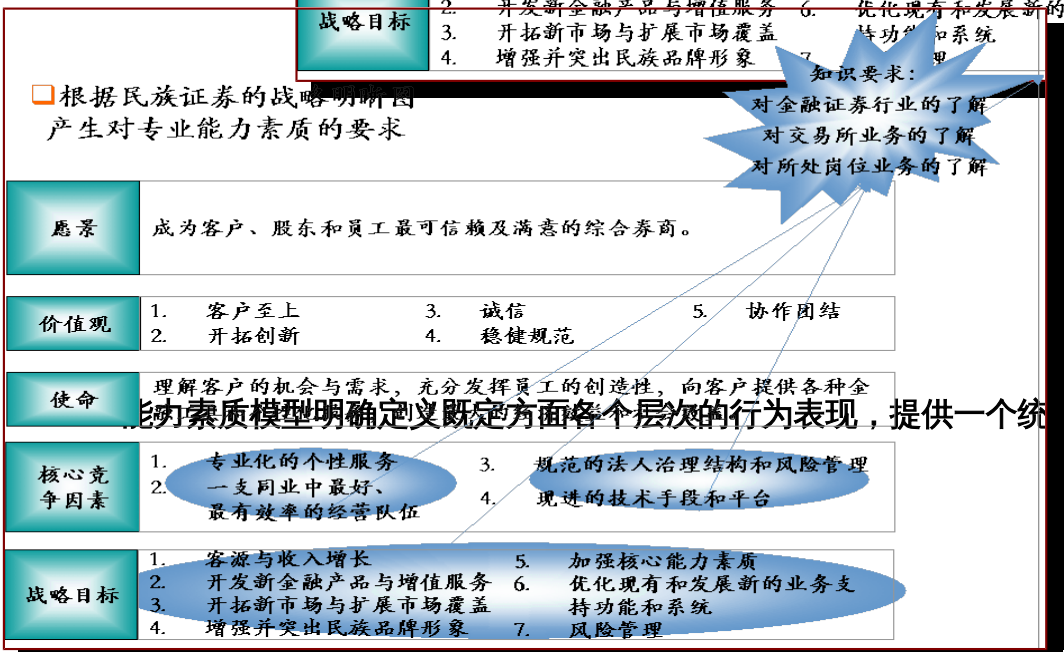 战略目标
2. 开发新金融产品与增值服务
3. 开拓新市场与扩展市场覆盖
4. 增强并突出民族品牌形象
6. 优化现有和发展新的
持功能和系统
7.
理
知识要求:
对金融证券行业的了解
对交易所业务的了解
对所处岗位业务的了解
根据民族证券的战略明晰图
产生对专业能力素质的要求
愿景
成为客户、股东和员工最可信赖及满意的综合券商。
价值观
1. 客户至上
2. 开拓创新
3. 诚信
4. 稳健规范
5. 协作团结
使命
理解客户的机会与需求，充分发挥员工的创造性，向客户提供各种金
能力素质模型明确定义既定方面各个层次的行为表现，提供一个统
核心竞
争因素
1. 专业化的个性服务
2. 一支同业中最好、
最有效率的经营队伍
3. 规范的法人治理结构和风险管理
4. 现进的技术手段和平台
战略目标
1. 客源与收入增长
2. 开发新金融产品与增值服务
3. 开拓新市场与扩展市场覆盖
4. 增强并突出民族品牌形象
5. 加强核心能力素质
6. 优化现有和发展新的业务支
持功能和系统
7. 风险管理